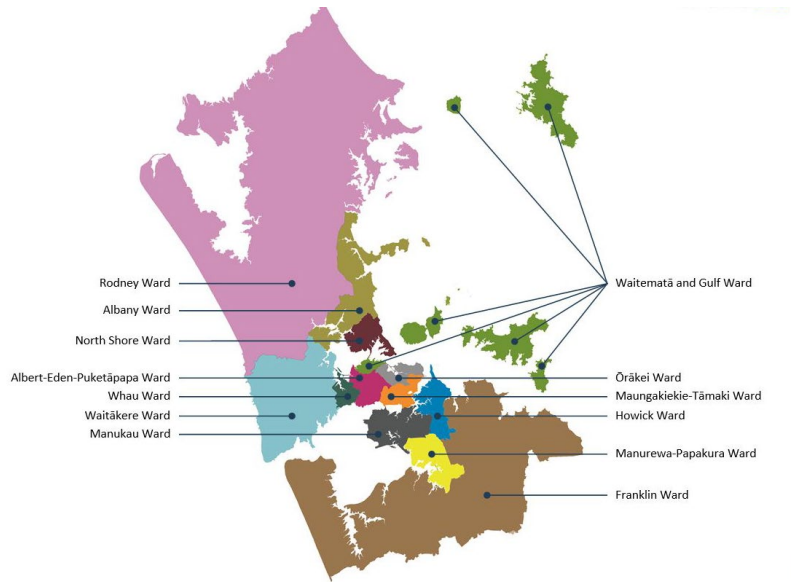 Rodney Ward
Albany Ward
North Shore Ward
Albert-Eden-Puketāpapa Ward
Whau Ward
Waitākere Ward
Manukau Ward
Waitematā and Gulf Ward
Ōrākei Ward
Maungakiekie-Tāmaki Ward
Howick Ward
Manurewa-Papakura Ward
Franklin Ward